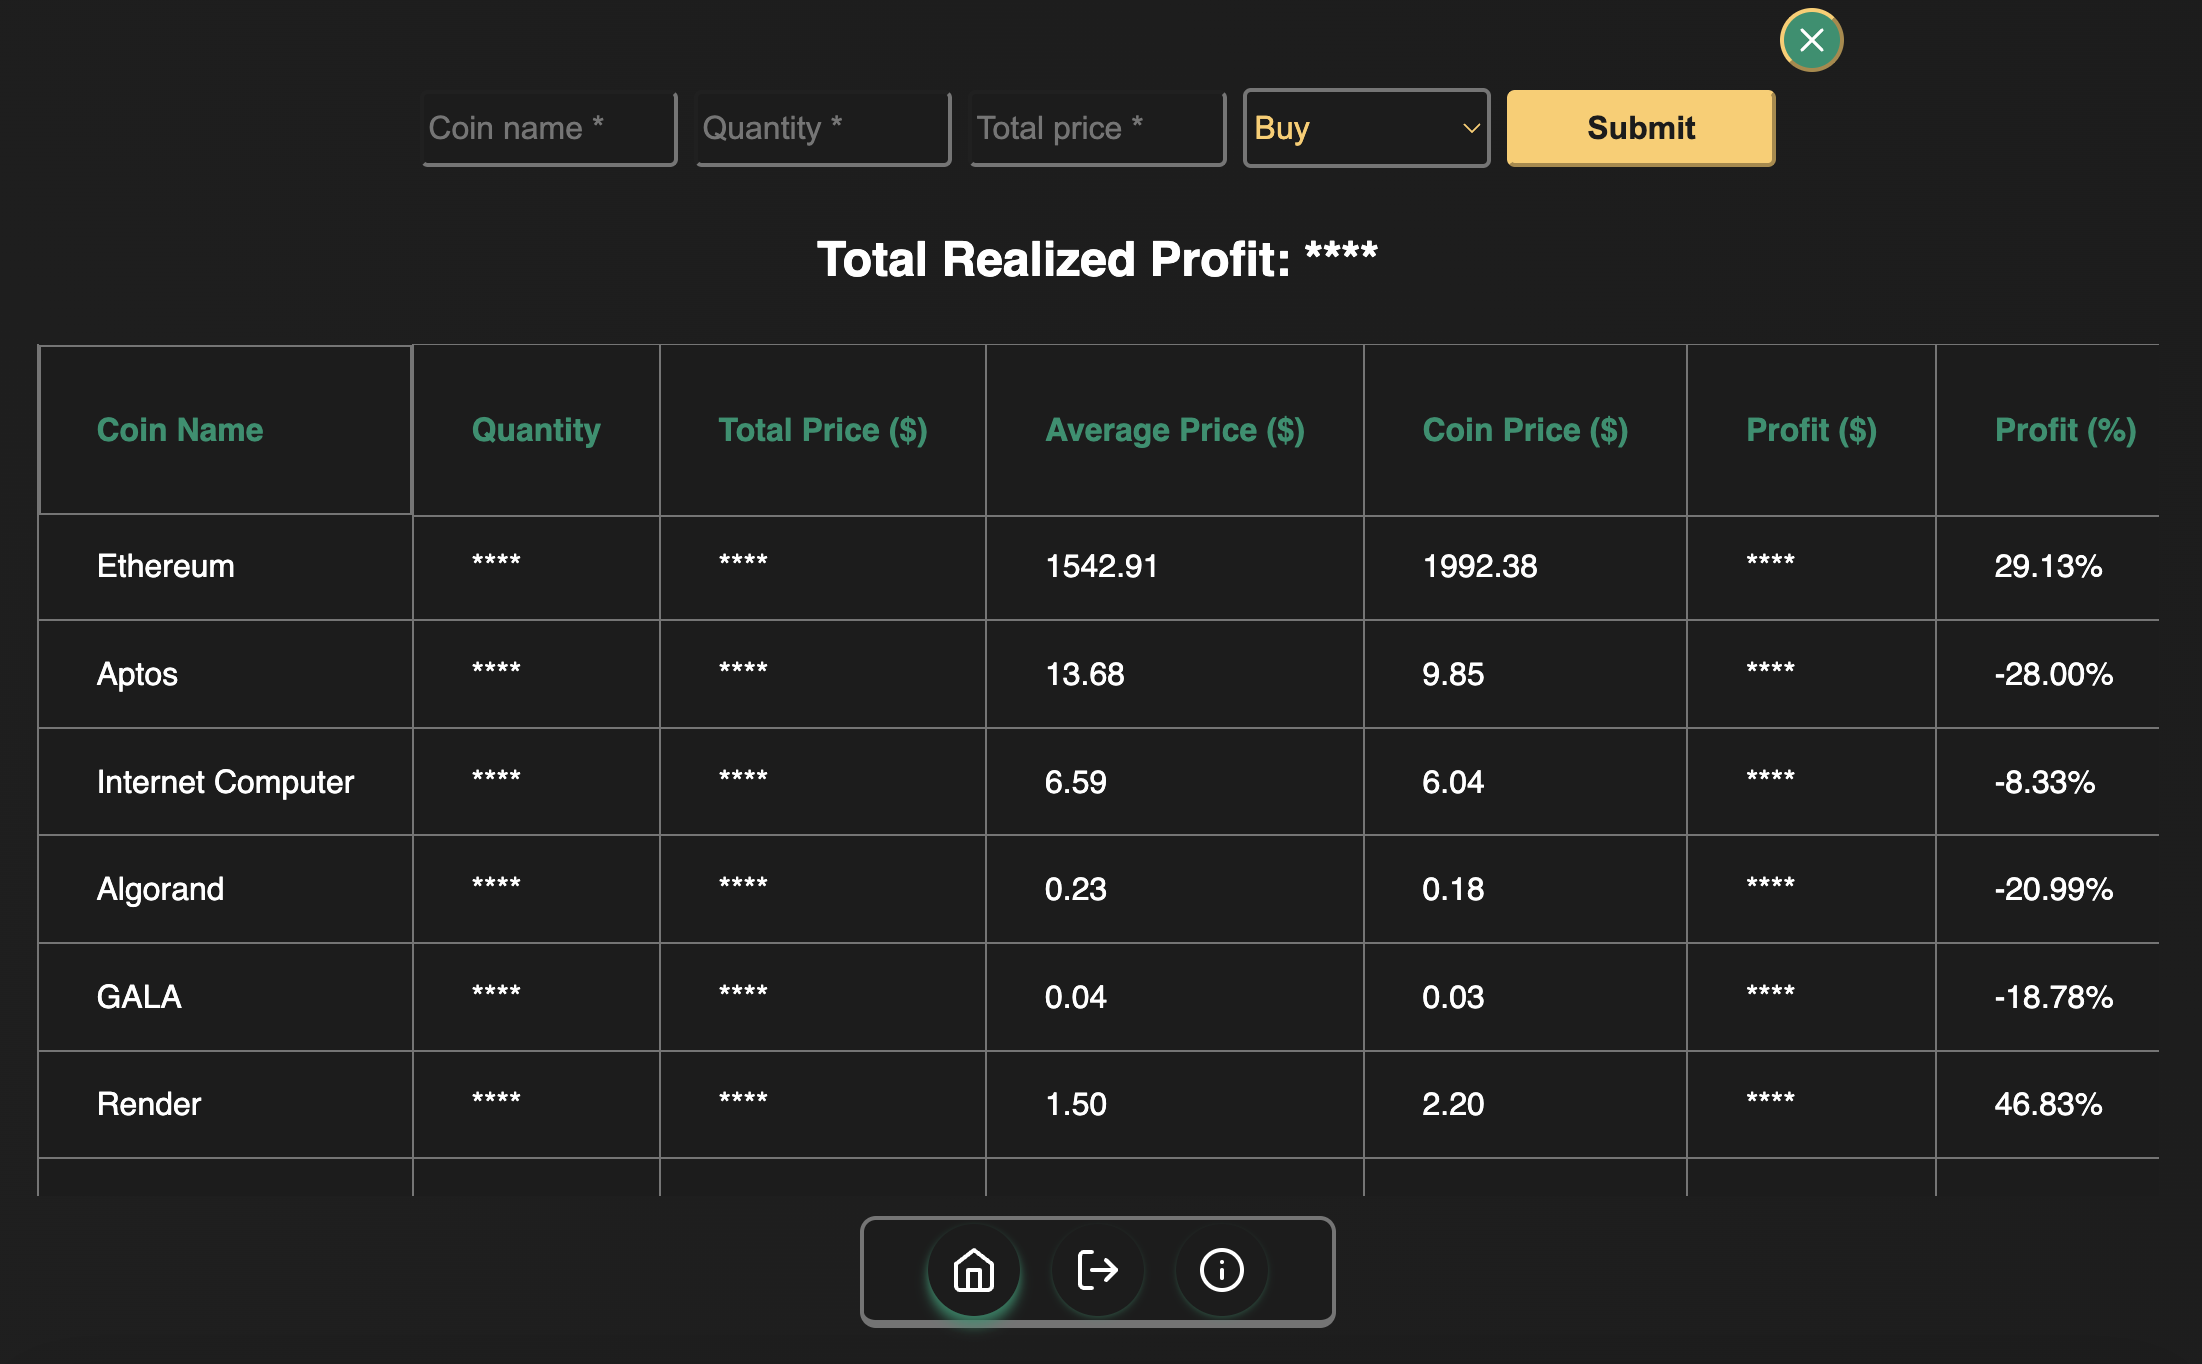 Coin name * Quantity * Total price * Buy Submit
Total Realized Profit: ****
Coin Name Quantity Total Price ($) Average Price ($) Coin Price ($) Profit ($) Profit (%)
Ethereum **** **** 1542.91 1992.38 **** 29.13%
Aptos **** **** 13.68 9.85 **** -28.00%
Internet Computer **** **** 6.59 6.04 **** -8.33%
Algorand **** **** 0.23 0.18 **** -20.99%
GALA **** **** 0.04 0.03 **** -18.78%
Render **** **** 1.50 2.20 **** 46.83%